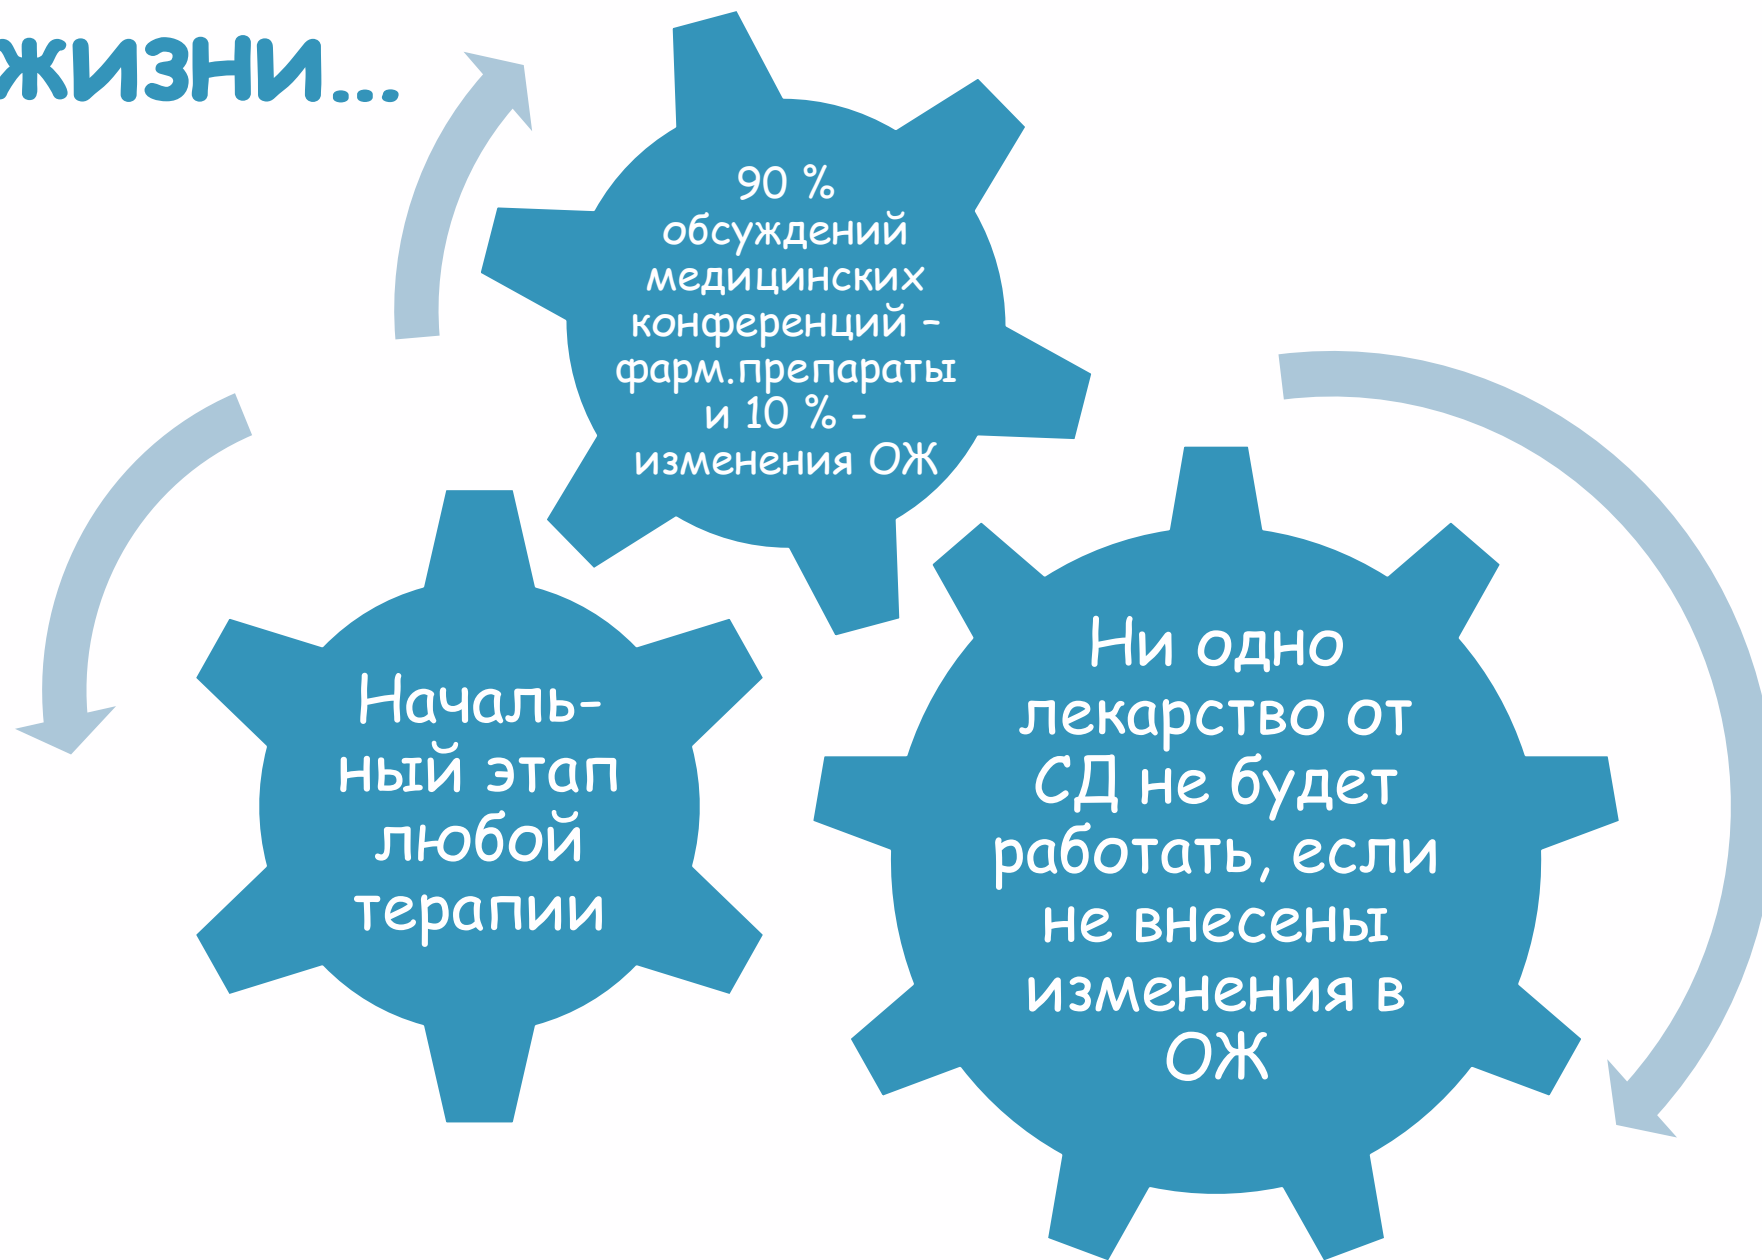 жизни...
90 %
обсуждений
медицинских
конференций –
фарм.препараты
и 10 % -
изменения ОЖ
Началь-
ный этап
любой
терапии
Ни одно
лекарство от
СД не будет
работать, если
не внесены
изменения в
ОЖ